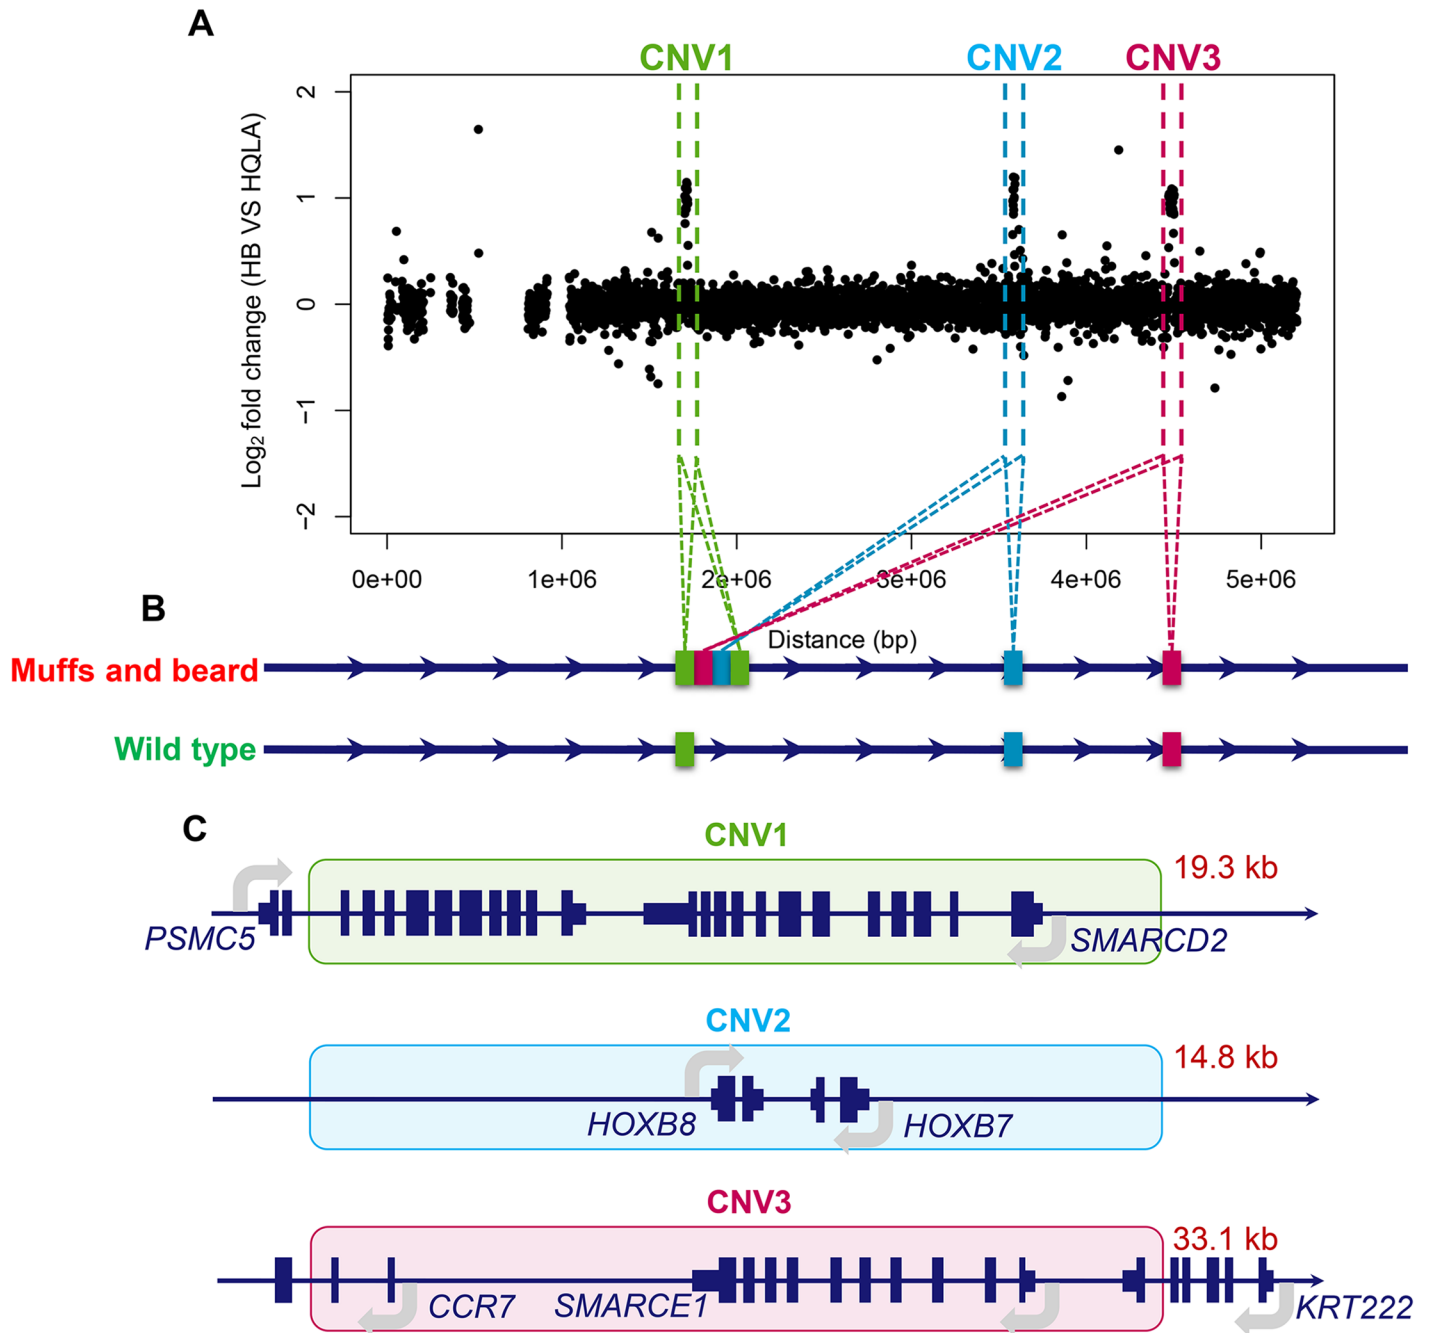 A
CNV1 CNV2 CNV3
Log2 fold change (HB VS HQLA)
2
1
0
−1
−2
0e+00 1e+06 2e+06 3e+06 4e+06 5e+06
Distance (bp)
B
Muffs and beard
Wild type
C
CNV1
19.3 kb
PSMC5 SMARCD2
CNV2
14.8 kb
HOXB8 HOXB7
CNV3
33.1 kb
CCR7 SMARCE1 KRT222